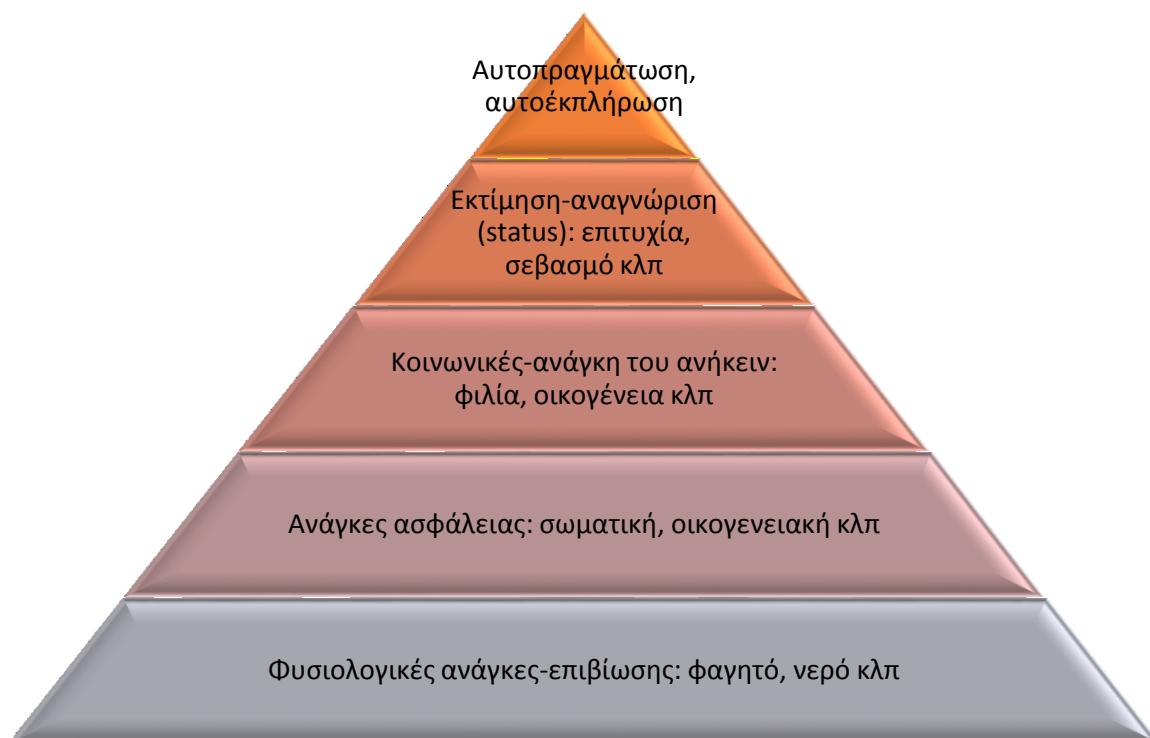 Αυτοπραγμάτωση,
αυτοέκπλήρωση
Εκτίμηση-αναγνώριση
(status): επιτυχία,
σεβασμό κλπ
Κοινωνικές-ανάγκη του ανήκειν:
φιλία, οικογένεια κλπ
Ανάγκες ασφάλειας: σωματική, οικογενειακή κλπ
Φυσιολογικές ανάγκες-επιβίωσης: φαγητό, νερό κλπ